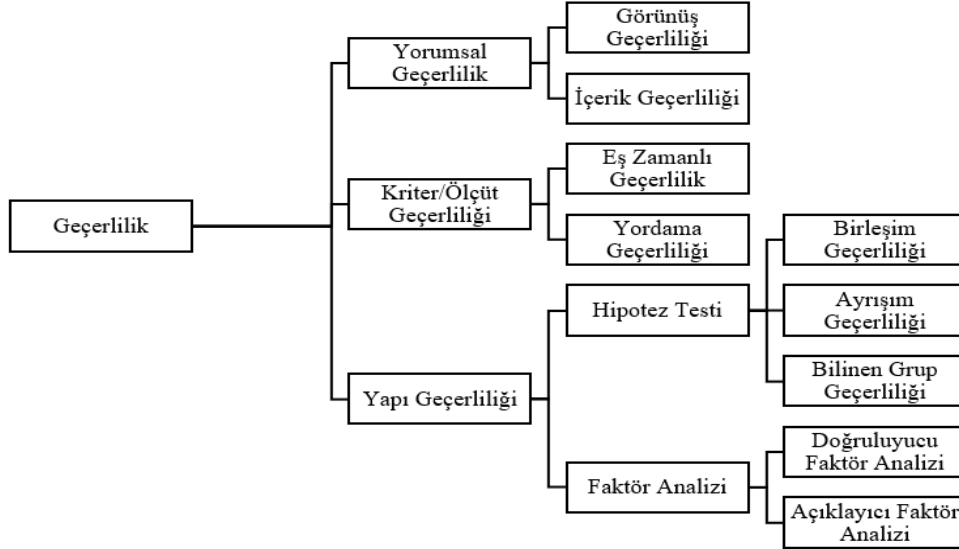 Görünüş
Geçerliliği
Yorumsal
Geçerlilik
İçerik Geçerliliği
Eş Zamanlı
Geçerlilik
Kriter/Ölçüt
Geçerliliği
Geçerlilik
Yordama
Geçerliliği
Birleşim
Geçerliliği
Hipotez Testi
Ayrışım
Geçerliliği
Bilinen Grup
Geçerliliği
Yapı Geçerliliği
Doğruluyucu
Faktör Analizi
Faktör Analizi
Açıklayıcı Faktör
Analizi